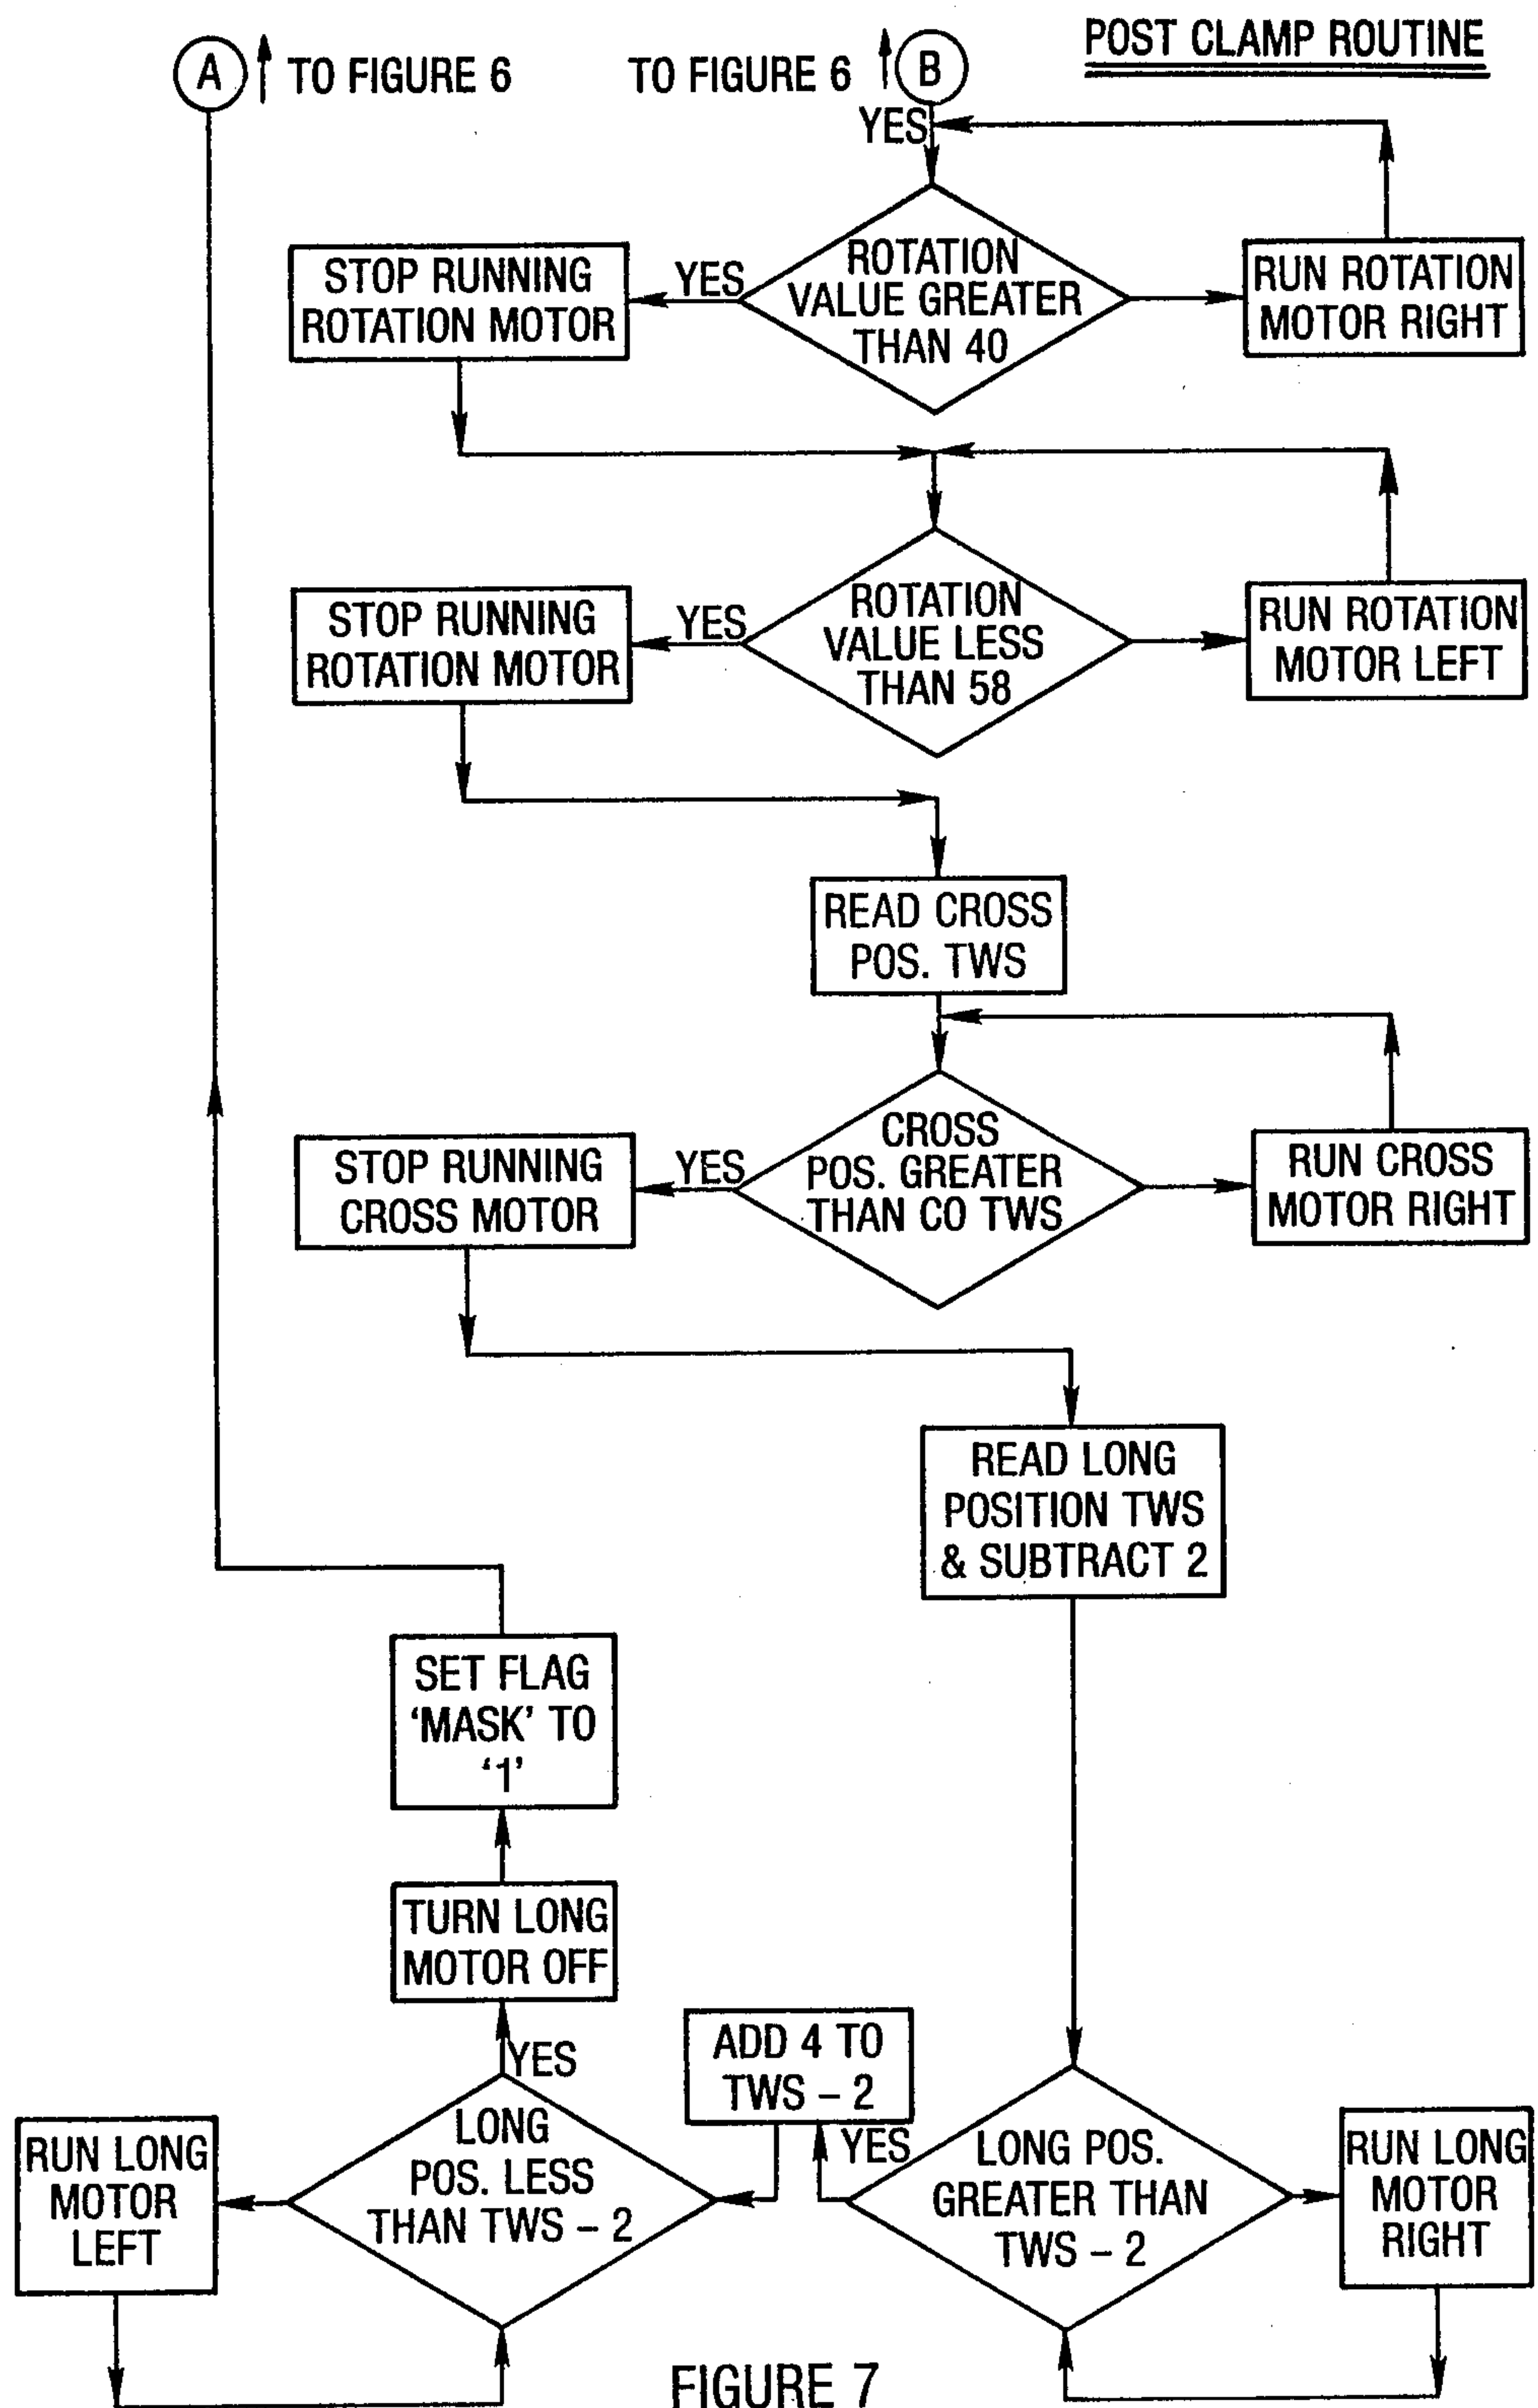 POST CLAMP ROUTINE
A
TO FIGURE 6
TO FIGURE 6
B
YES
ROTATION
VALUE GREATER
THAN 40
YES
STOP RUNNING
ROTATION MOTOR
RUN ROTATION
MOTOR RIGHT
ROTATION
VALUE LESS
THAN 58
YES
STOP RUNNING
ROTATION MOTOR
RUN ROTATION
MOTOR LEFT
READ CROSS
POS. TWS
CROSS
POS. GREATER
THAN CO TWS
YES
STOP RUNNING
CROSS MOTOR
RUN CROSS
MOTOR RIGHT
READ LONG
POSITION TWS
& SUBTRACT 2
LONG POS.
GREATER THAN
TWS – 2
RUN LONG
MOTOR
RIGHT
YES
ADD 4 TO
TWS – 2
LONG
POS. LESS
THAN TWS – 2
RUN LONG
MOTOR
LEFT
YES
TURN LONG
MOTOR OFF
SET FLAG
‘MASK’ TO
‘1’
FIGURE 7